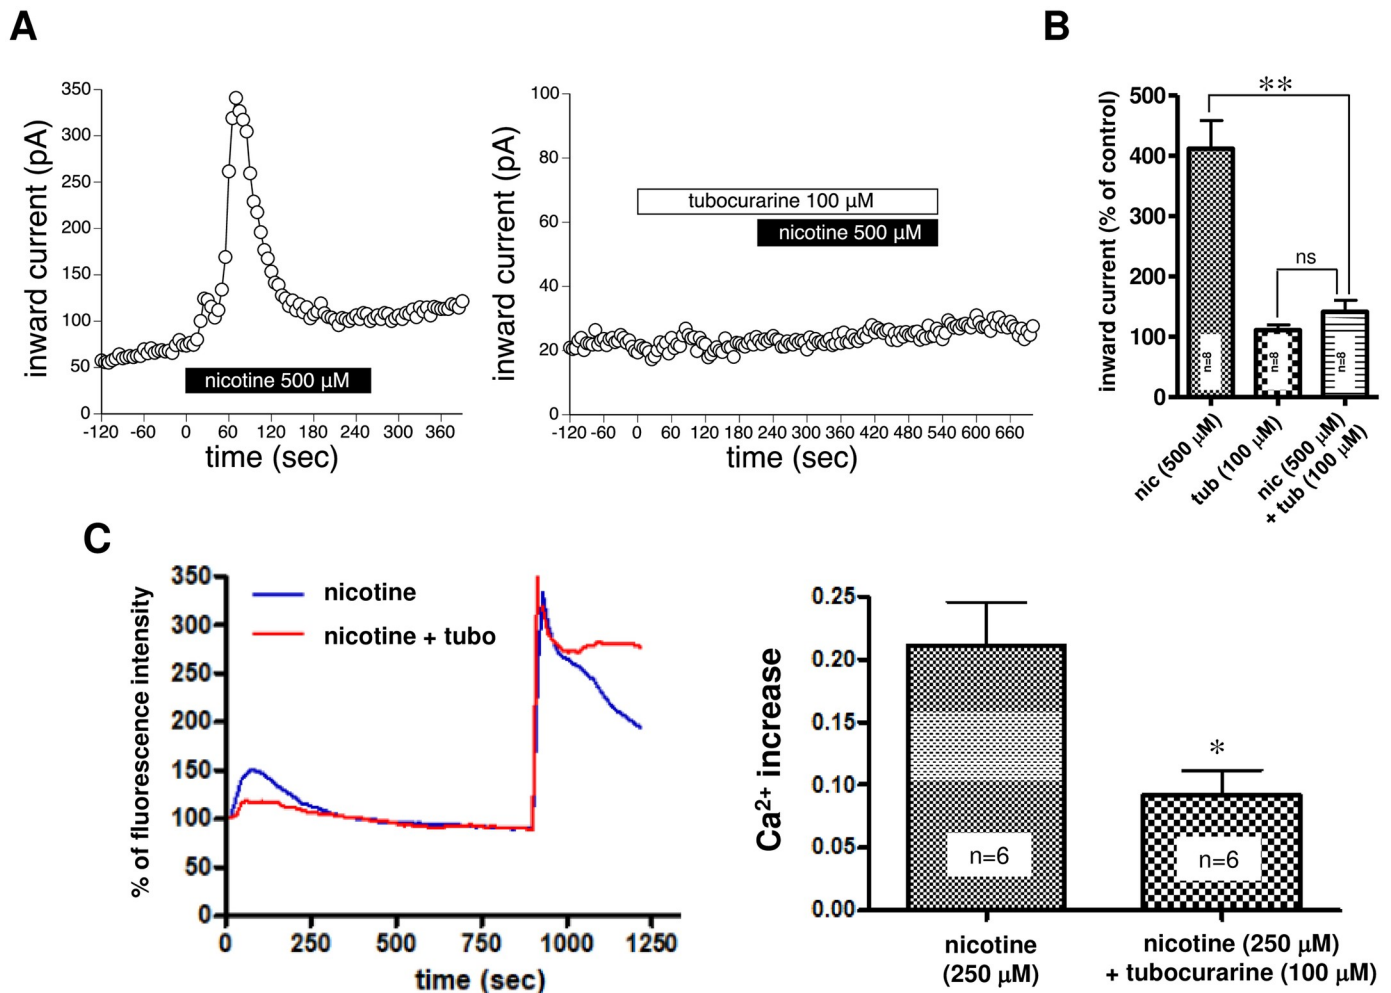 A
B
350
300
250
200
150
100
50
0
inward current (pA)
nicotine 500 μM
-120 -60 0 60 120 180 240 300 360
time (sec)
100
80
60
40
20
0
inward current (pA)
tubocurarine 100 μM
nicotine 500 μM
-120 -60 0 60 120 180 240 300 360 420 480 540 600 660
time (sec)
500
400
300
200
100
0
inward current (% of control)
**
ns
n=8
n=8
n=8
nic (500 μM)
tub (100 μM)
nic (500 μM)
+ tub (100 μM)
C
350
300
250
200
150
100
50
0
% of fluorescence intensity
nicotine
nicotine + tubo
0 250 500 750 1000 1250
time (sec)
0.25
0.20
0.15
0.10
0.05
0.00
Ca²⁺ increase
*
n=6
n=6
nicotine
(250 μM)
nicotine (250 μM)
+ tubocurarine (100 μM)